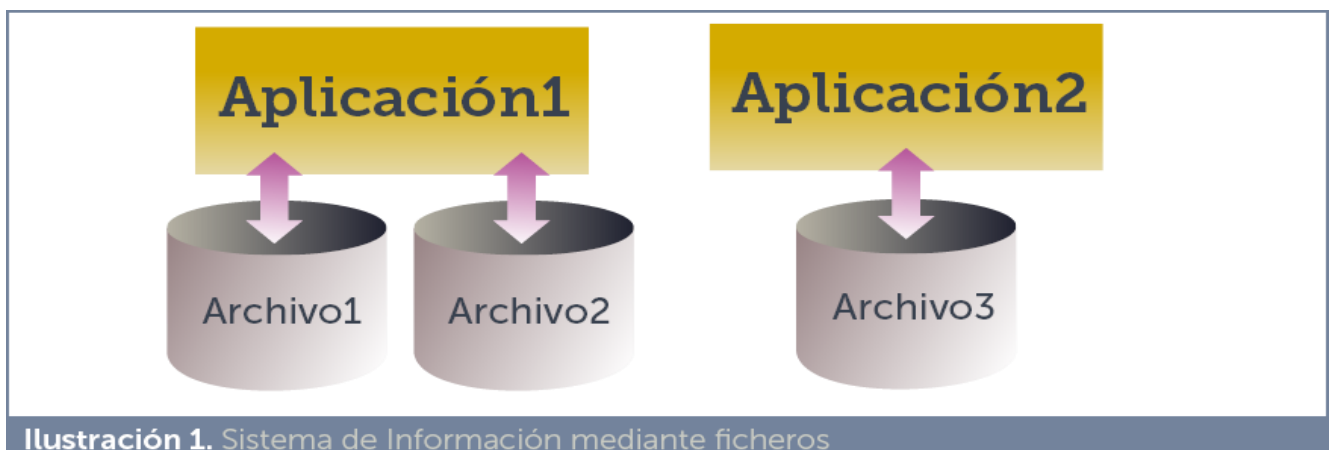 Aplicación1
Aplicación2
Archivo1
Archivo2
Archivo3
Ilustración 1. Sistema de Información mediante ficheros